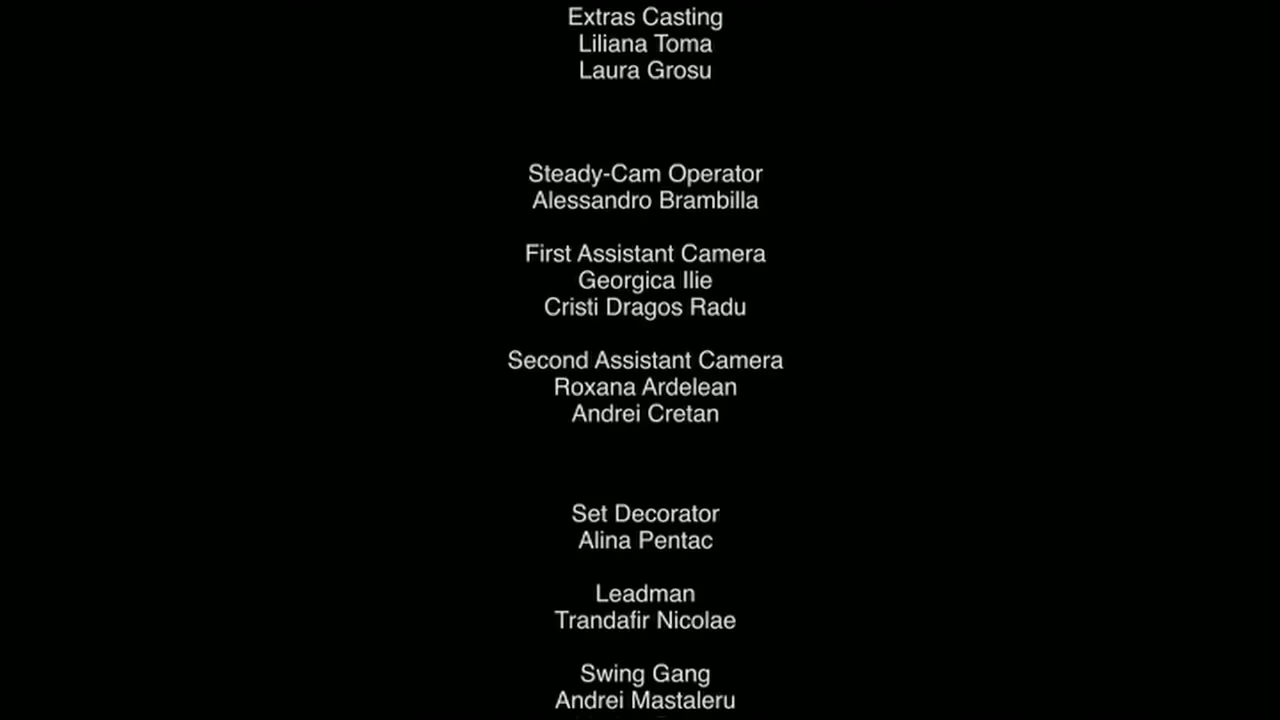 Extras Casting
Liliana Toma
Laura Grosu
Steady-Cam Operator
Alessandro Brambilla
First Assistant Camera
Georgica Ilie
Cristi Dragos Radu
Second Assistant Camera
Roxana Ardelean
Andrei Cretan
Set Decorator
Alina Pentac
Leadman
Trandafir Nicolae
Swing Gang
Andrei Mastaleru